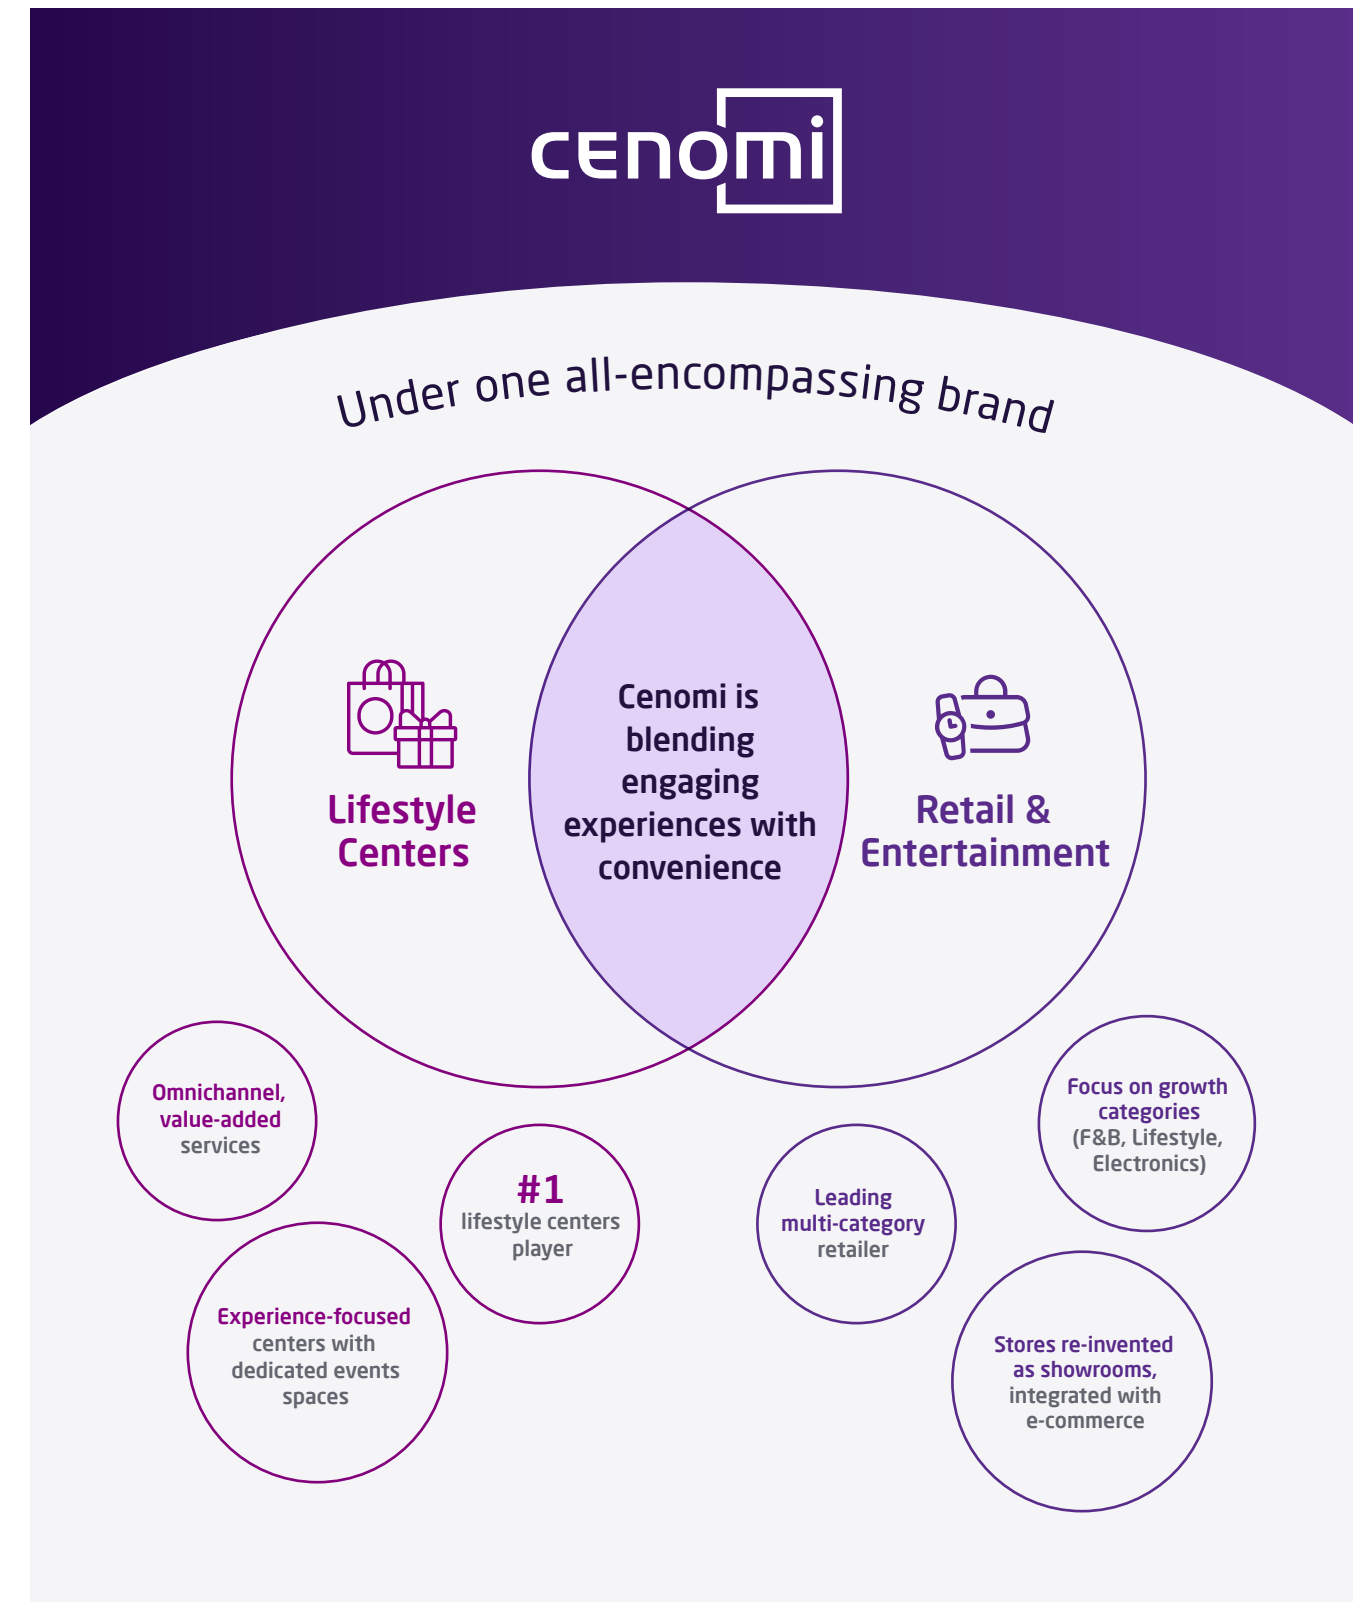 cenomi
Under one all-encompassing brand
Lifestyle
Centers
Cenomi is
blending
engaging
experiences with
convenience
Retail &
Entertainment
Omnichannel,
value-added
services
Experience-focused
centers with
dedicated events
spaces
#1
lifestyle centers
player
Leading
multi-category
retailer
Focus on growth
categories
(F&B, Lifestyle,
Electronics)
Stores re-invented
as showrooms,
integrated with
e-commerce